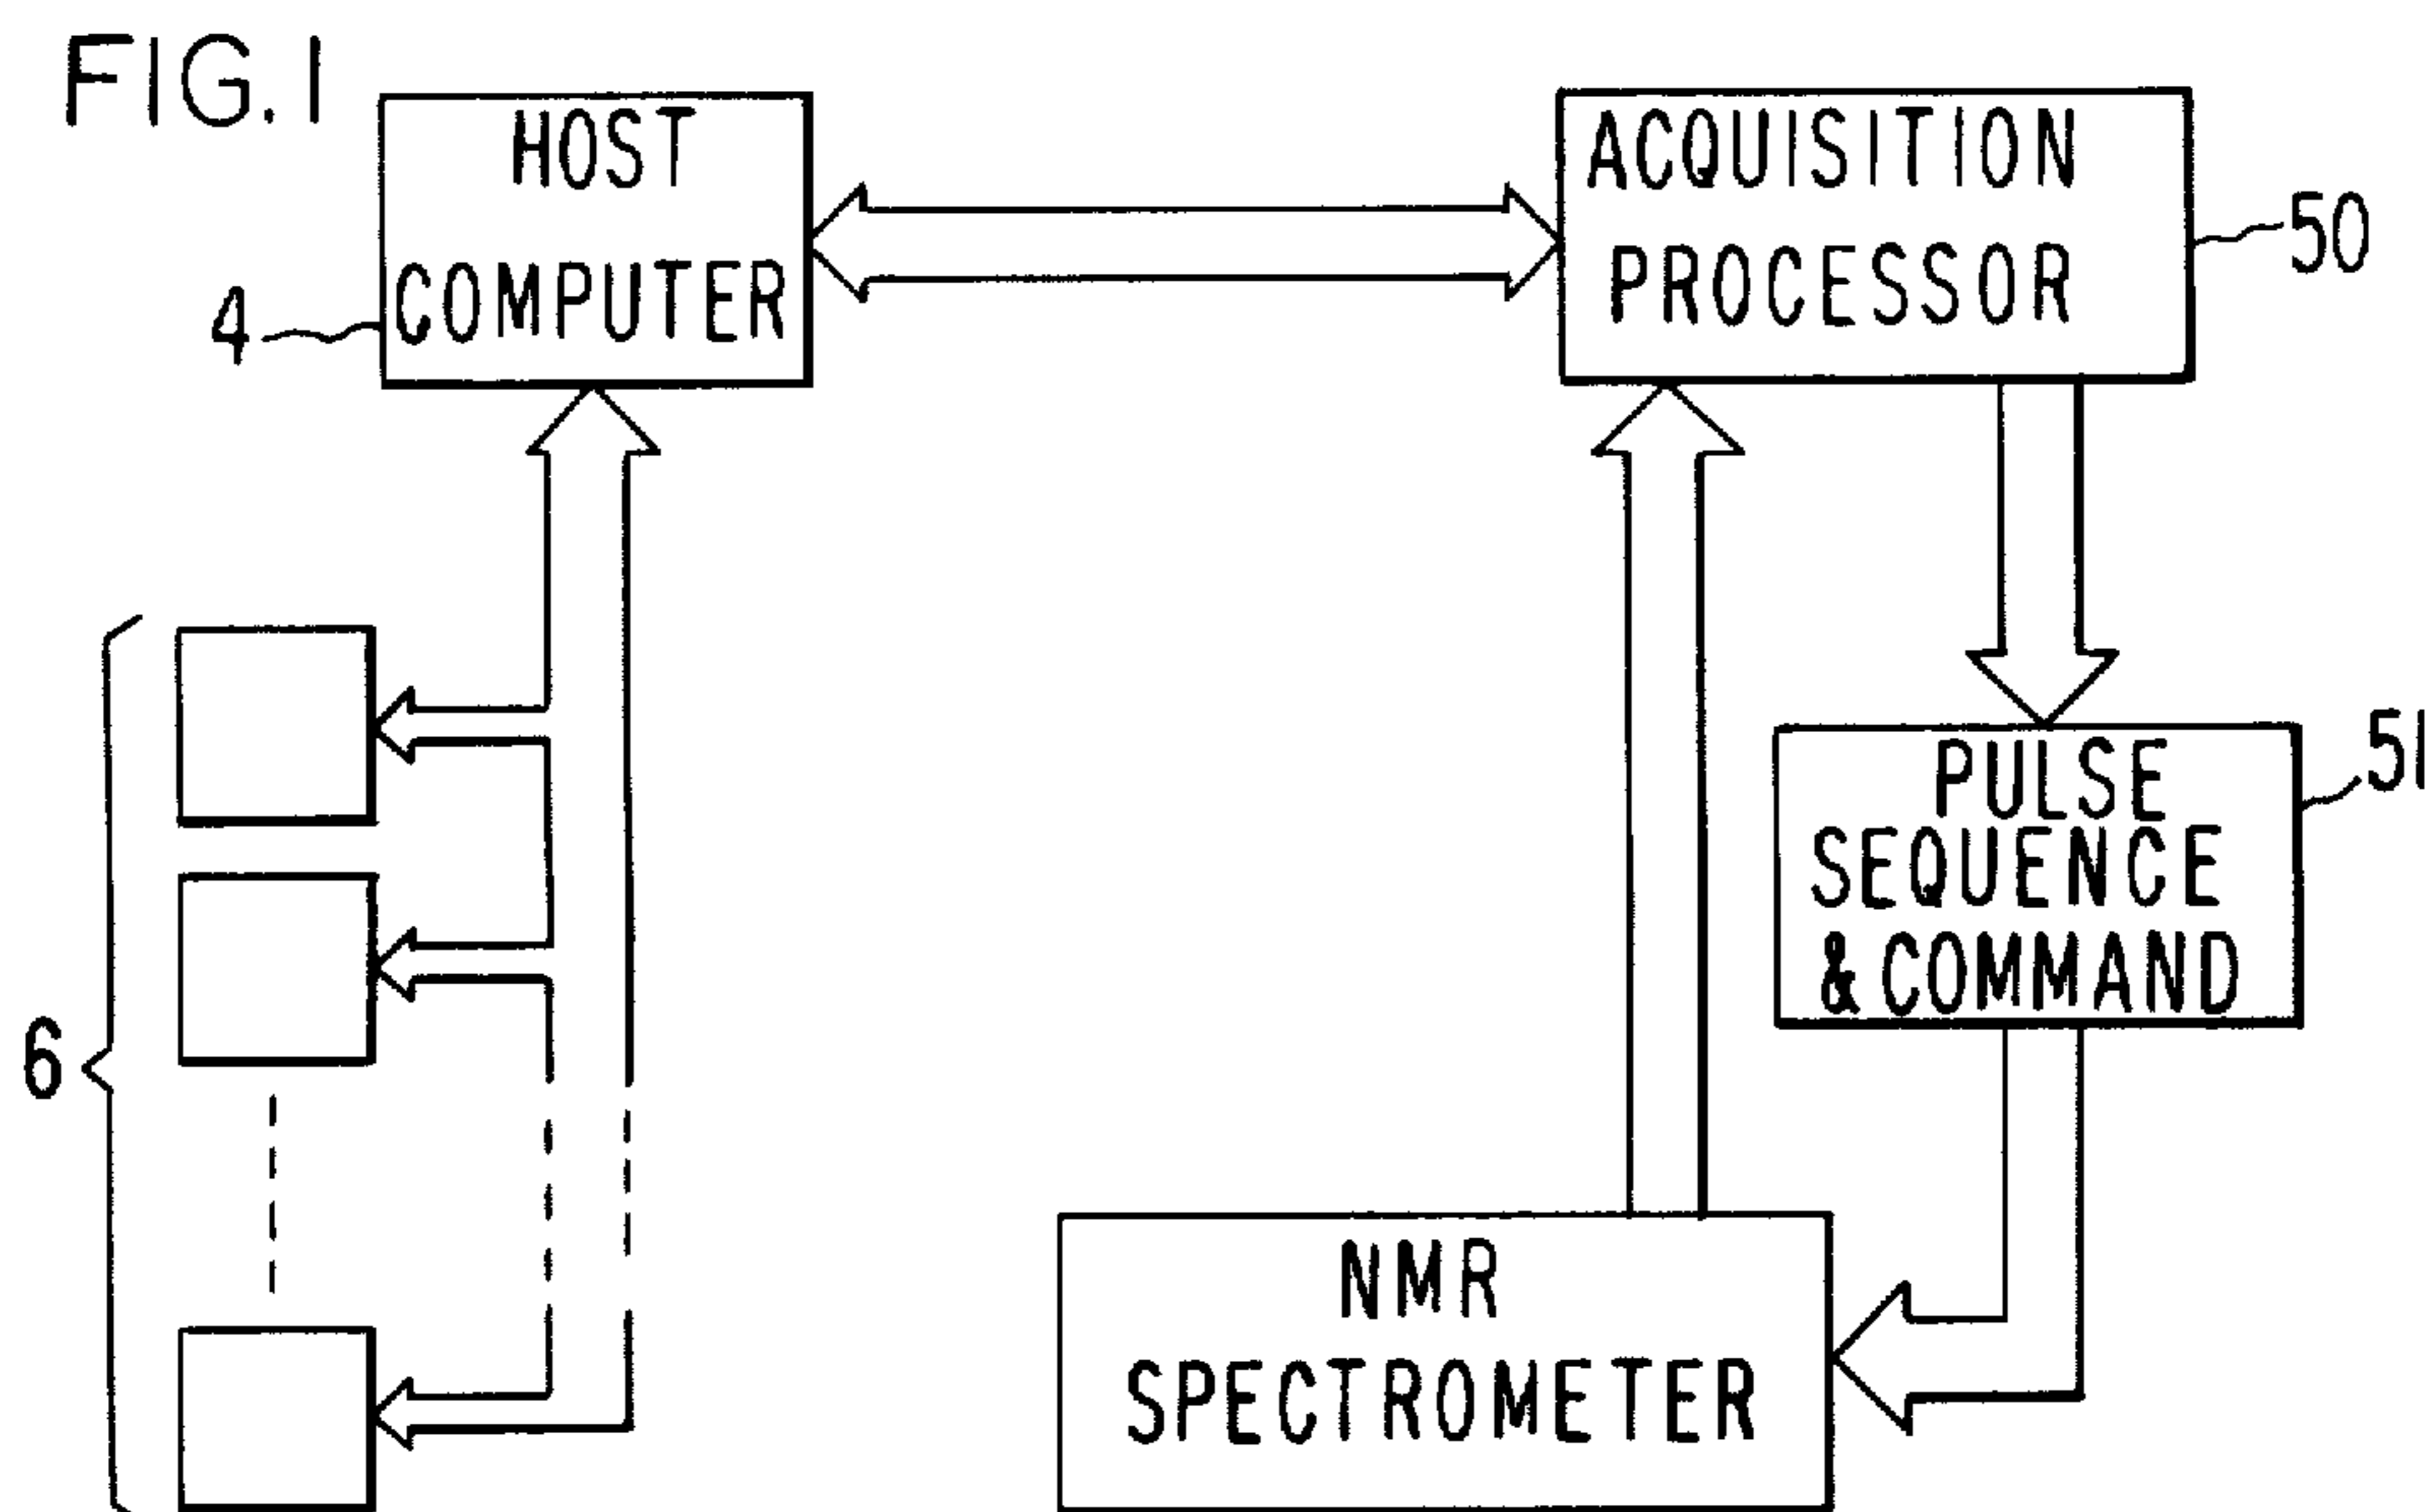 FIG. 1
HOST
COMPUTER
4
ACQUISITION
PROCESSOR
50
PULSE
SEQUENCE
& COMMAND
51
6
NMR
SPECTROMETER